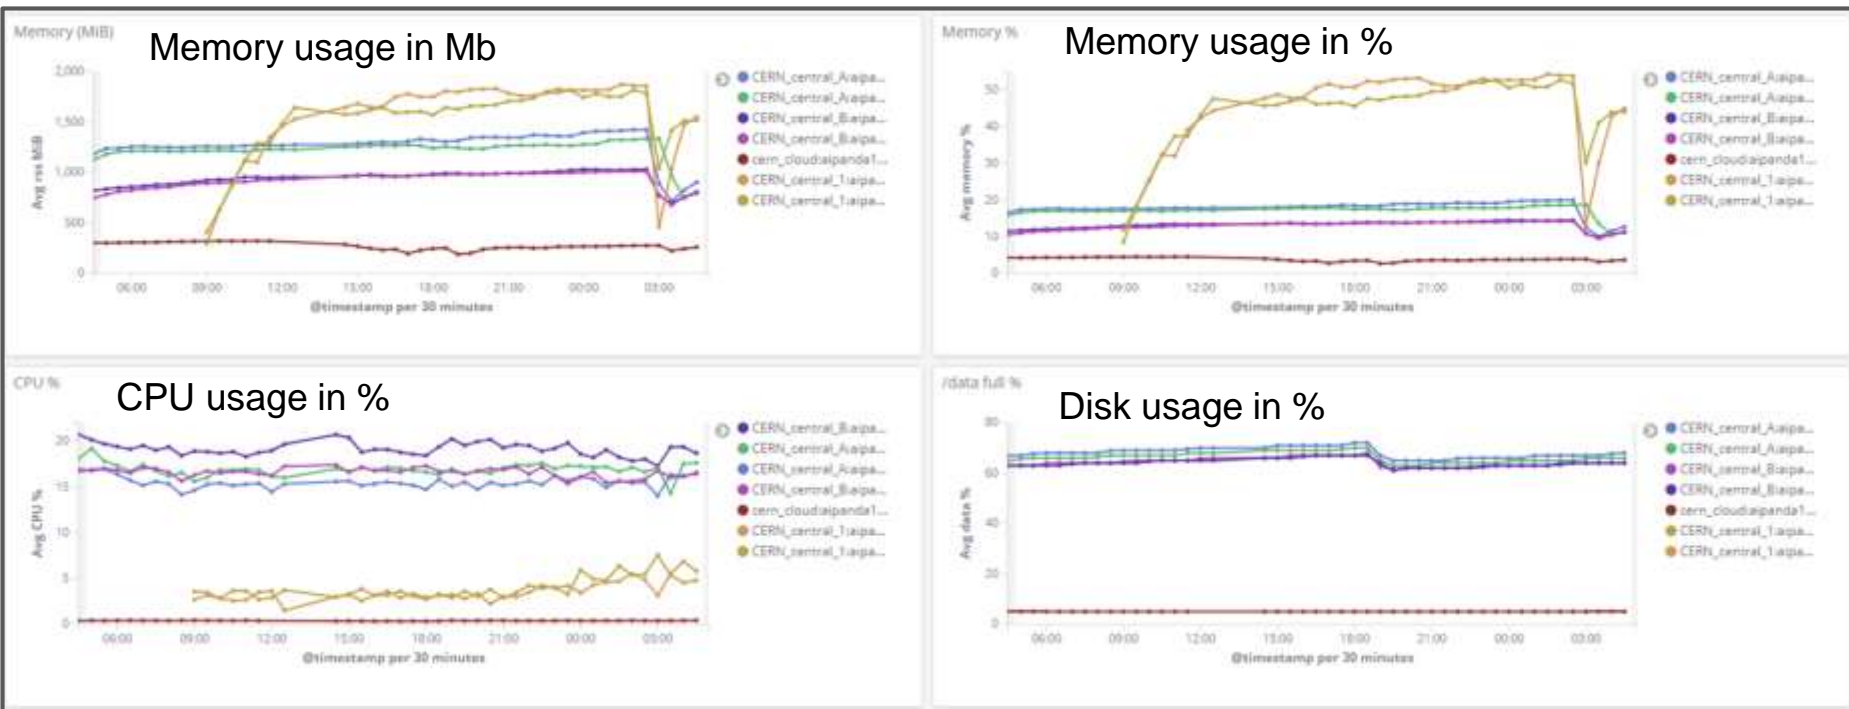 Memory (MiB)
Memory usage in Mb
2,000
1,500
1,000
500
0
Avg rss MiB
06:00 09:00 12:00 15:00 18:00 21:00 00:00 03:00
@timestamp per 30 minutes
CERN_central_A:aipa...
CERN_central_A:aipa...
CERN_central_B:aipa...
CERN_central_B:aipa...
cern_cloud:aipanda1...
CERN_central_1:aipa...
CERN_central_1:aipa...
Memory %
Memory usage in %
50
40
30
20
10
0
Avg memory %
06:00 09:00 12:00 15:00 18:00 21:00 00:00 03:00
@timestamp per 30 minutes
CERN_central_A:aipa...
CERN_central_A:aipa...
CERN_central_B:aipa...
CERN_central_B:aipa...
cern_cloud:aipanda1...
CERN_central_1:aipa...
CERN_central_1:aipa...
CPU %
CPU usage in %
20
15
10
5
0
Avg CPU %
06:00 09:00 12:00 15:00 18:00 21:00 00:00 03:00
@timestamp per 30 minutes
CERN_central_B:aipa...
CERN_central_A:aipa...
CERN_central_A:aipa...
CERN_central_B:aipa...
cern_cloud:aipanda1...
CERN_central_1:aipa...
CERN_central_1:aipa...
/data full %
Disk usage in %
80
60
40
20
0
Avg data %
06:00 09:00 12:00 15:00 18:00 21:00 00:00 03:00
@timestamp per 30 minutes
CERN_central_A:aipa...
CERN_central_A:aipa...
CERN_central_B:aipa...
CERN_central_B:aipa...
cern_cloud:aipanda1...
CERN_central_1:aipa...
CERN_central_1:aipa...